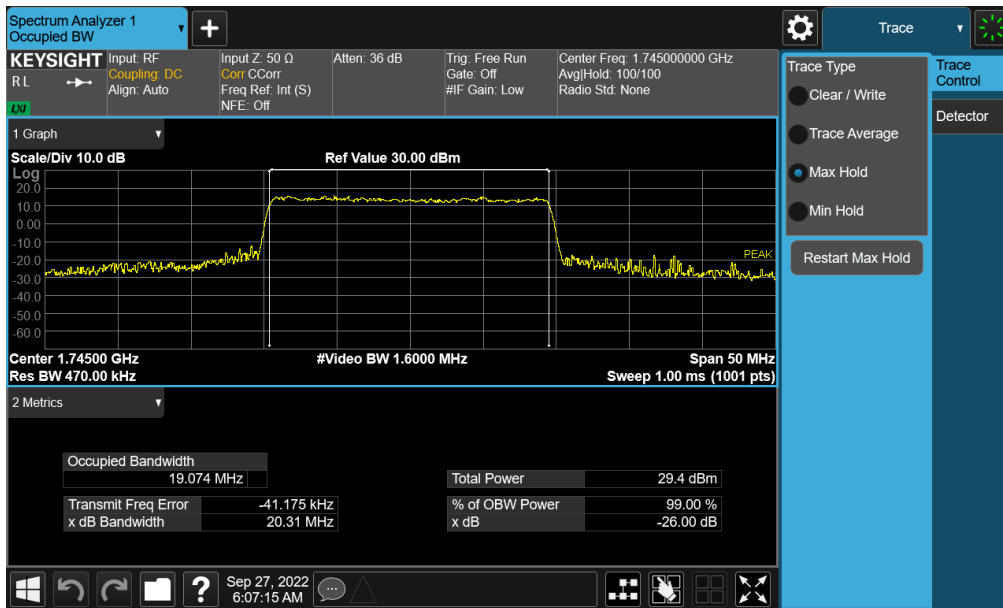 Spectrum Analyzer 1
Occupied BW
+
Trace
KEYSIGHT
R L
LXI
Input: RF
Coupling: DC
Align: Auto
Input Z: 50 Ω
Corr CCorr
Freq Ref: Int (S)
NFE: Off
Atten: 36 dB
Trig: Free Run
Gate: Off
#IF Gain: Low
Center Freq: 1.745000000 GHz
Avg|Hold: 100/100
Radio Std: None
Trace Type
Clear / Write
Trace Average
Max Hold
Min Hold
Restart Max Hold
Trace
Control
Detector
1 Graph
Scale/Div 10.0 dB
Ref Value 30.00 dBm
Log
20.0
10.0
0.00
-10.0
-20.0
-30.0
-40.0
-50.0
-60.0
PEAK
Center 1.74500 GHz
#Video BW 1.6000 MHz
Span 50 MHz
Res BW 470.00 kHz
Sweep 1.00 ms (1001 pts)
2 Metrics
Occupied Bandwidth
19.074 MHz
Total Power 29.4 dBm
Transmit Freq Error -41.175 kHz
% of OBW Power 99.00 %
x dB Bandwidth 20.31 MHz
x dB -26.00 dB
?
Sep 27, 2022
6:07:15 AM